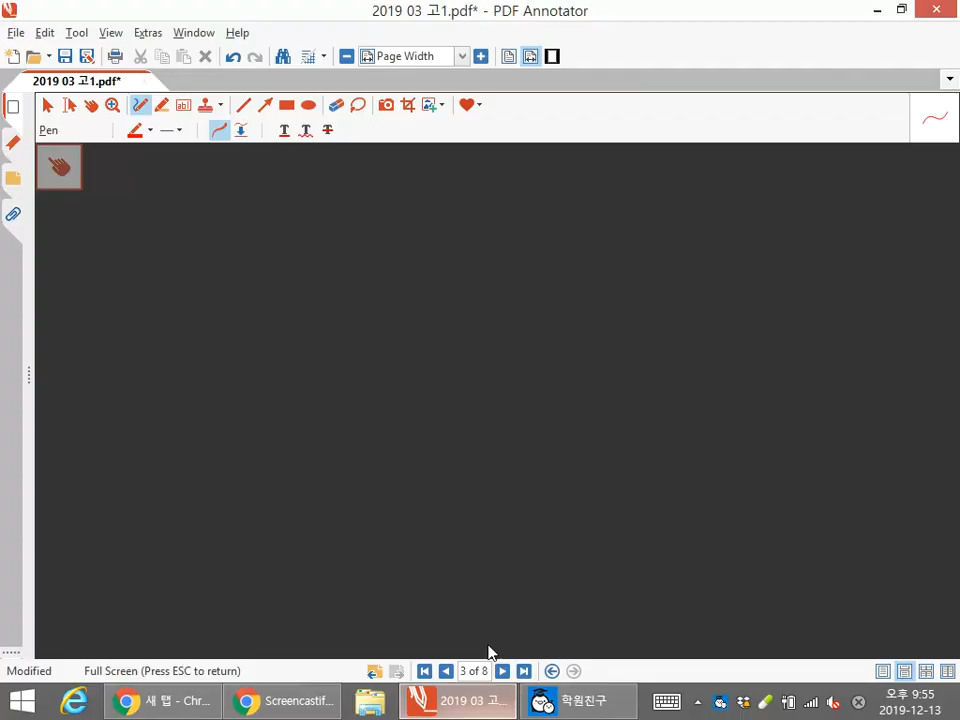 2019 03 고1.pdf* - PDF Annotator
File Edit Tool View Extras Window Help
Page Width
2019 03 고1.pdf*
Pen
Modified Full Screen (Press ESC to return) 3 of 8
새 탭 - Chr... Screencastif... 2019 03 고... 학원친구 오후 9:55
2019-12-13